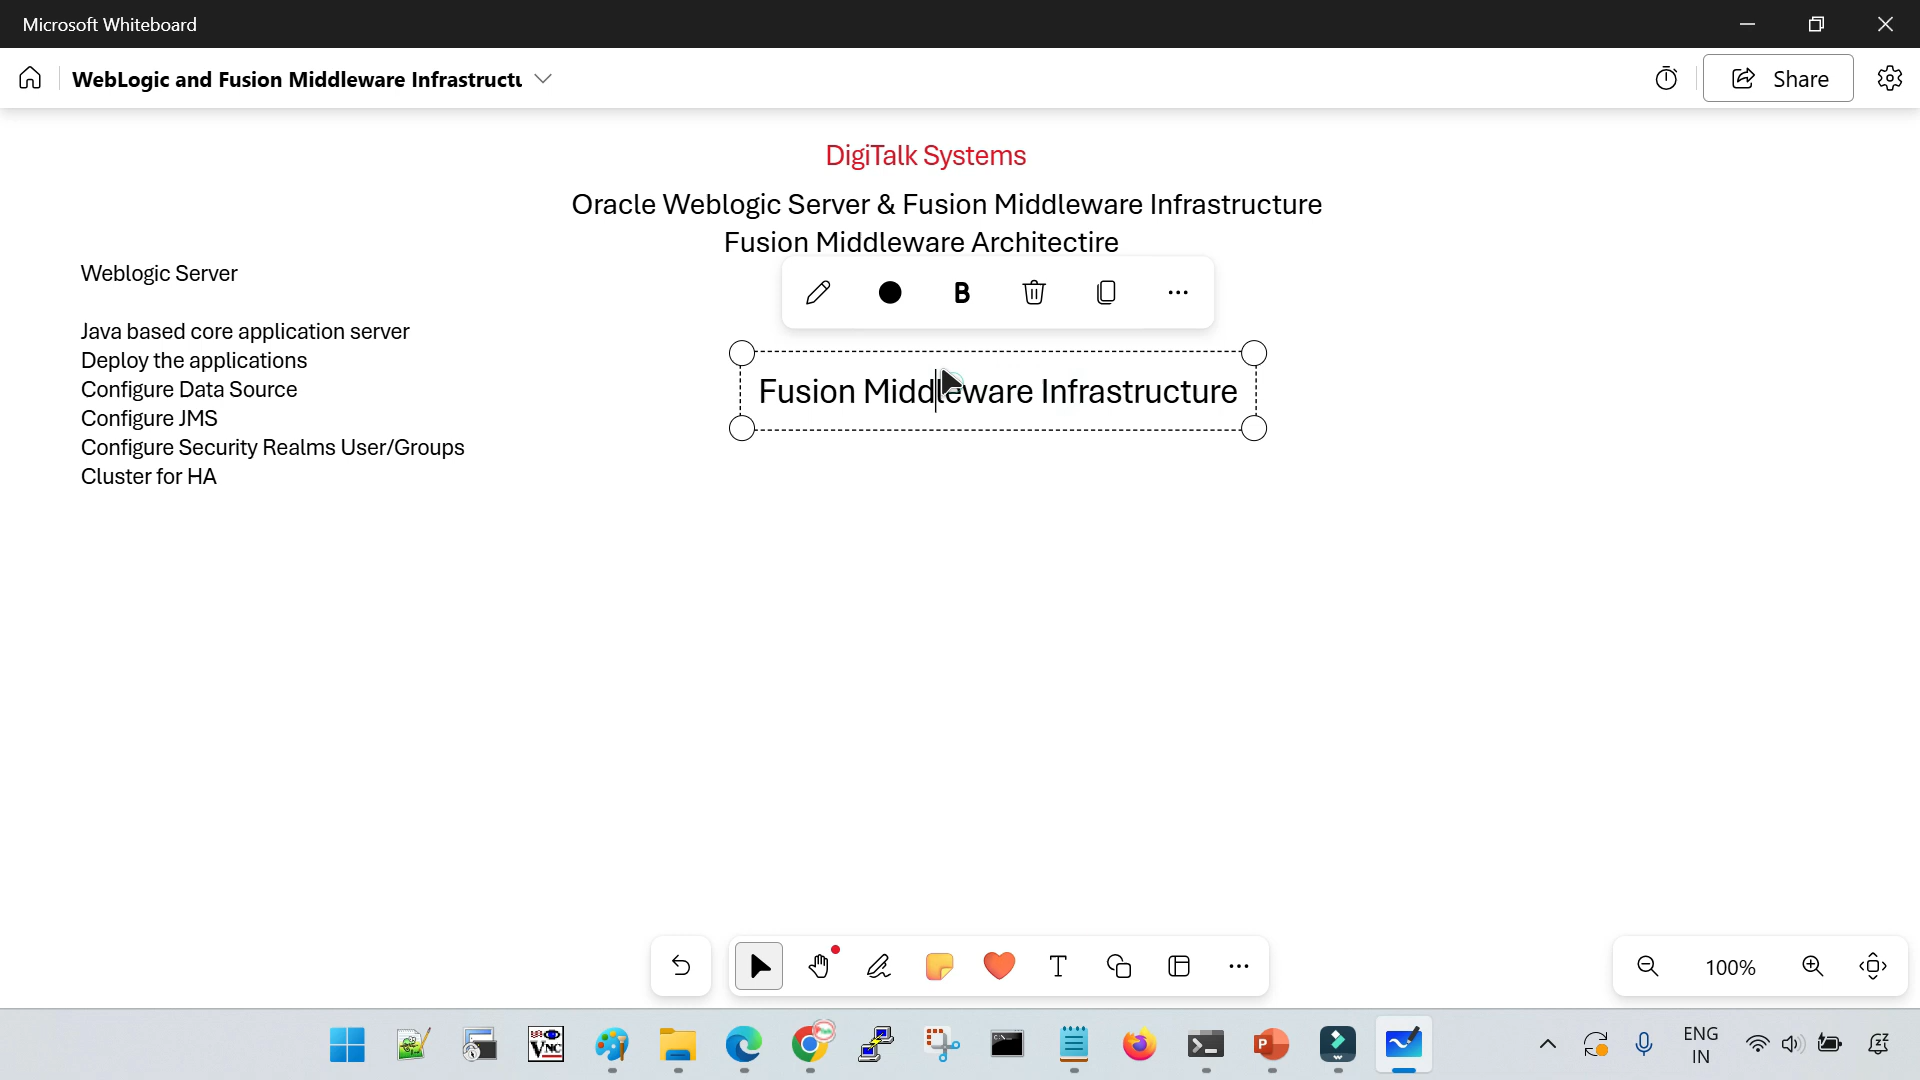 Microsoft Whiteboard
WebLogic and Fusion Middleware Infrastructu
Share
DigiTalk Systems
Oracle Weblogic Server & Fusion Middleware Infrastructure
Fusion Middleware Architectire
Weblogic Server
Java based core application server
Deploy the applications
Configure Data Source
Configure JMS
Configure Security Realms User/Groups
Cluster for HA
B
Fusion Middleware Infrastructure
T
100%
VNC
P
ENG
IN